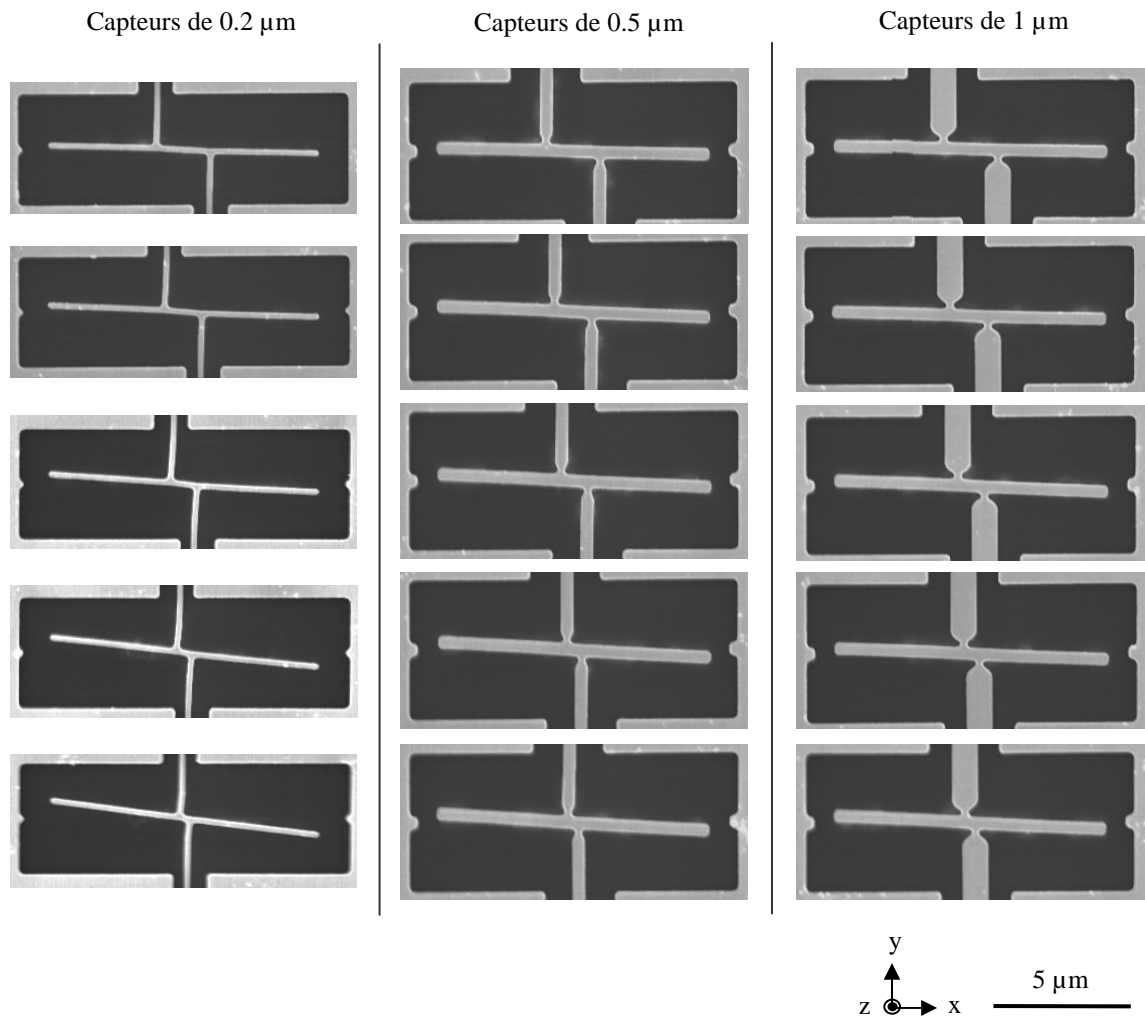 Capteurs de 0.2 µm
Capteurs de 0.5 µm
Capteurs de 1 µm
y
z
x
5 µm